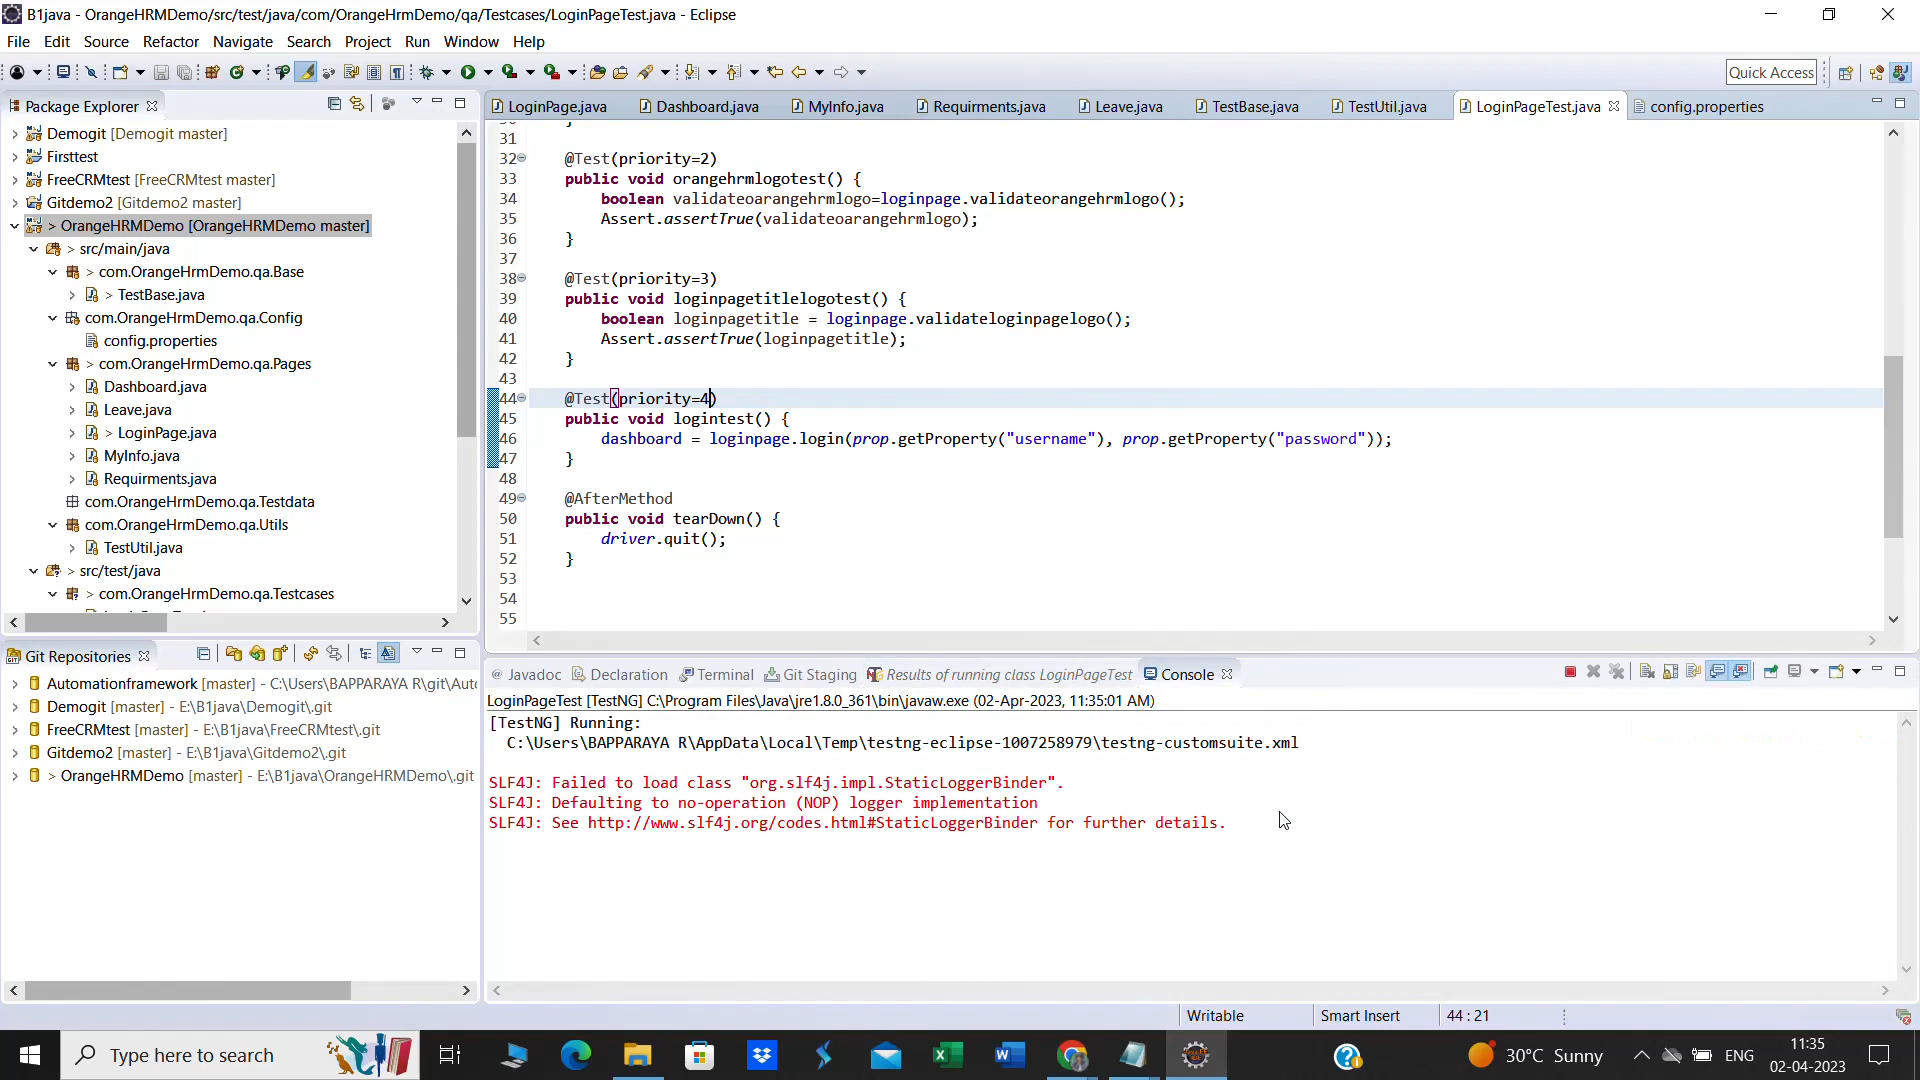 B1java - OrangeHRMDemo/src/test/java/com/OrangeHrmDemo/qa/Testcases/LoginPageTest.java - Eclipse
File Edit Source Refactor Navigate Search Project Run Window Help
Quick Access
Package Explorer
Demogit [Demogit master]
Firsttest
FreeCRMtest [FreeCRMtest master]
Gitdemo2 [Gitdemo2 master]
> OrangeHRMDemo [OrangeHRMDemo master]
> src/main/java
> com.OrangeHrmDemo.qa.Base
> TestBase.java
com.OrangeHrmDemo.qa.Config
config.properties
> com.OrangeHrmDemo.qa.Pages
Dashboard.java
Leave.java
> LoginPage.java
MyInfo.java
Requirments.java
com.OrangeHrmDemo.qa.Testdata
com.OrangeHrmDemo.qa.Utils
TestUtil.java
> src/test/java
> com.OrangeHrmDemo.qa.Testcases
LoginPage.java Dashboard.java MyInfo.java Requirments.java Leave.java TestBase.java TestUtil.java LoginPageTest.java config.properties
31
32 @Test(priority=2)
33 public void orangehrmlogotest() {
34 boolean validateoarangehrmlogo=loginpage.validateorangehrmlogo();
35 Assert.assertTrue(validateoarangehrmlogo);
36 }
37
38 @Test(priority=3)
39 public void loginpagetitlelogotest() {
40 boolean loginpagetitle = loginpage.validateloginpagelogo();
41 Assert.assertTrue(loginpagetitle);
42 }
43
44 @Test(priority=4)
45 public void logintest() {
46 dashboard = loginpage.login(prop.getProperty("username"), prop.getProperty("password"));
47 }
48
49 @AfterMethod
50 public void tearDown() {
51 driver.quit();
52 }
53
54
55
Git Repositories
Automationframework [master] - C:\Users\BAPPARAYA R\git\Auto
Demogit [master] - E:\B1java\Demogit\.git
FreeCRMtest [master] - E:\B1java\FreeCRMtest\.git
Gitdemo2 [master] - E:\B1java\Gitdemo2\.git
> OrangeHRMDemo [master] - E:\B1java\OrangeHRMDemo\.git
@ Javadoc Declaration Terminal Git Staging Results of running class LoginPageTest Console
LoginPageTest [TestNG] C:\Program Files\Java\jre1.8.0_361\bin\javaw.exe (02-Apr-2023, 11:35:01 AM)
[TestNG] Running:
C:\Users\BAPPARAYA R\AppData\Local\Temp\testng-eclipse-1007258979\testng-customsuite.xml
SLF4J: Failed to load class "org.slf4j.impl.StaticLoggerBinder".
SLF4J: Defaulting to no-operation (NOP) logger implementation
SLF4J: See http://www.slf4j.org/codes.html#StaticLoggerBinder for further details.
Writable Smart Insert 44 : 21
Type here to search
30°C Sunny
ENG
11:35
02-04-2023